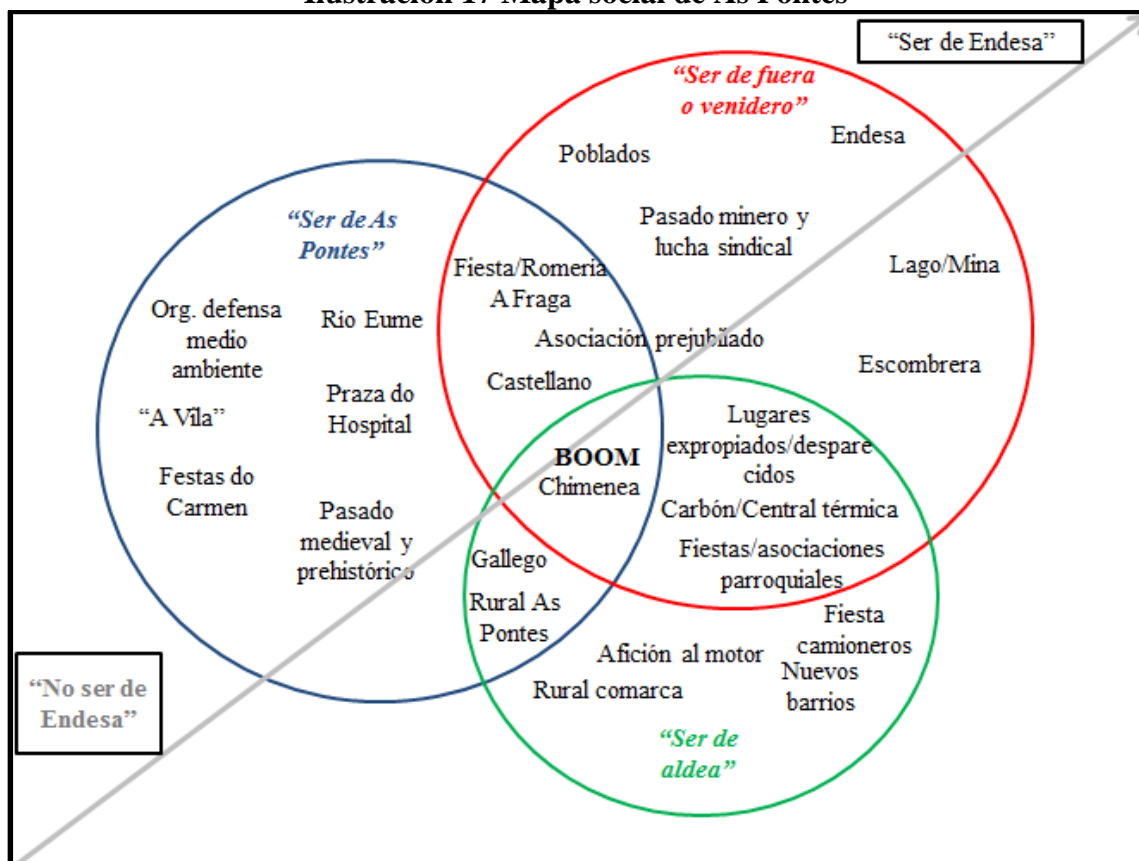 Ilustración 17 Mapa social de As Pontes
“Ser de Endesa”
“Ser de fuera
o venidero”
Endesa
Poblados
Pasado minero y
lucha sindical
Lago/Mina
Escombrera
“Ser de As
Pontes”
Fiesta/Romería
A Fraga
Org. defensa
medio
ambiente
Río Eume
Asociación prejubilado
Castellano
“A Vila”
Praza do
Hospital
Lugares
expropiados/despare
cidos
BOOM
Chimenea
Festas do
Carmen
Pasado
medieval y
prehistórico
Carbón/Central térmica
Fiestas/asociaciones
parroquiales
Gallego
Rural As
Pontes
Fiesta
camioneros
Afición al motor
Nuevos
barrios
Rural comarca
“No ser de
Endesa”
“Ser de
aldea”